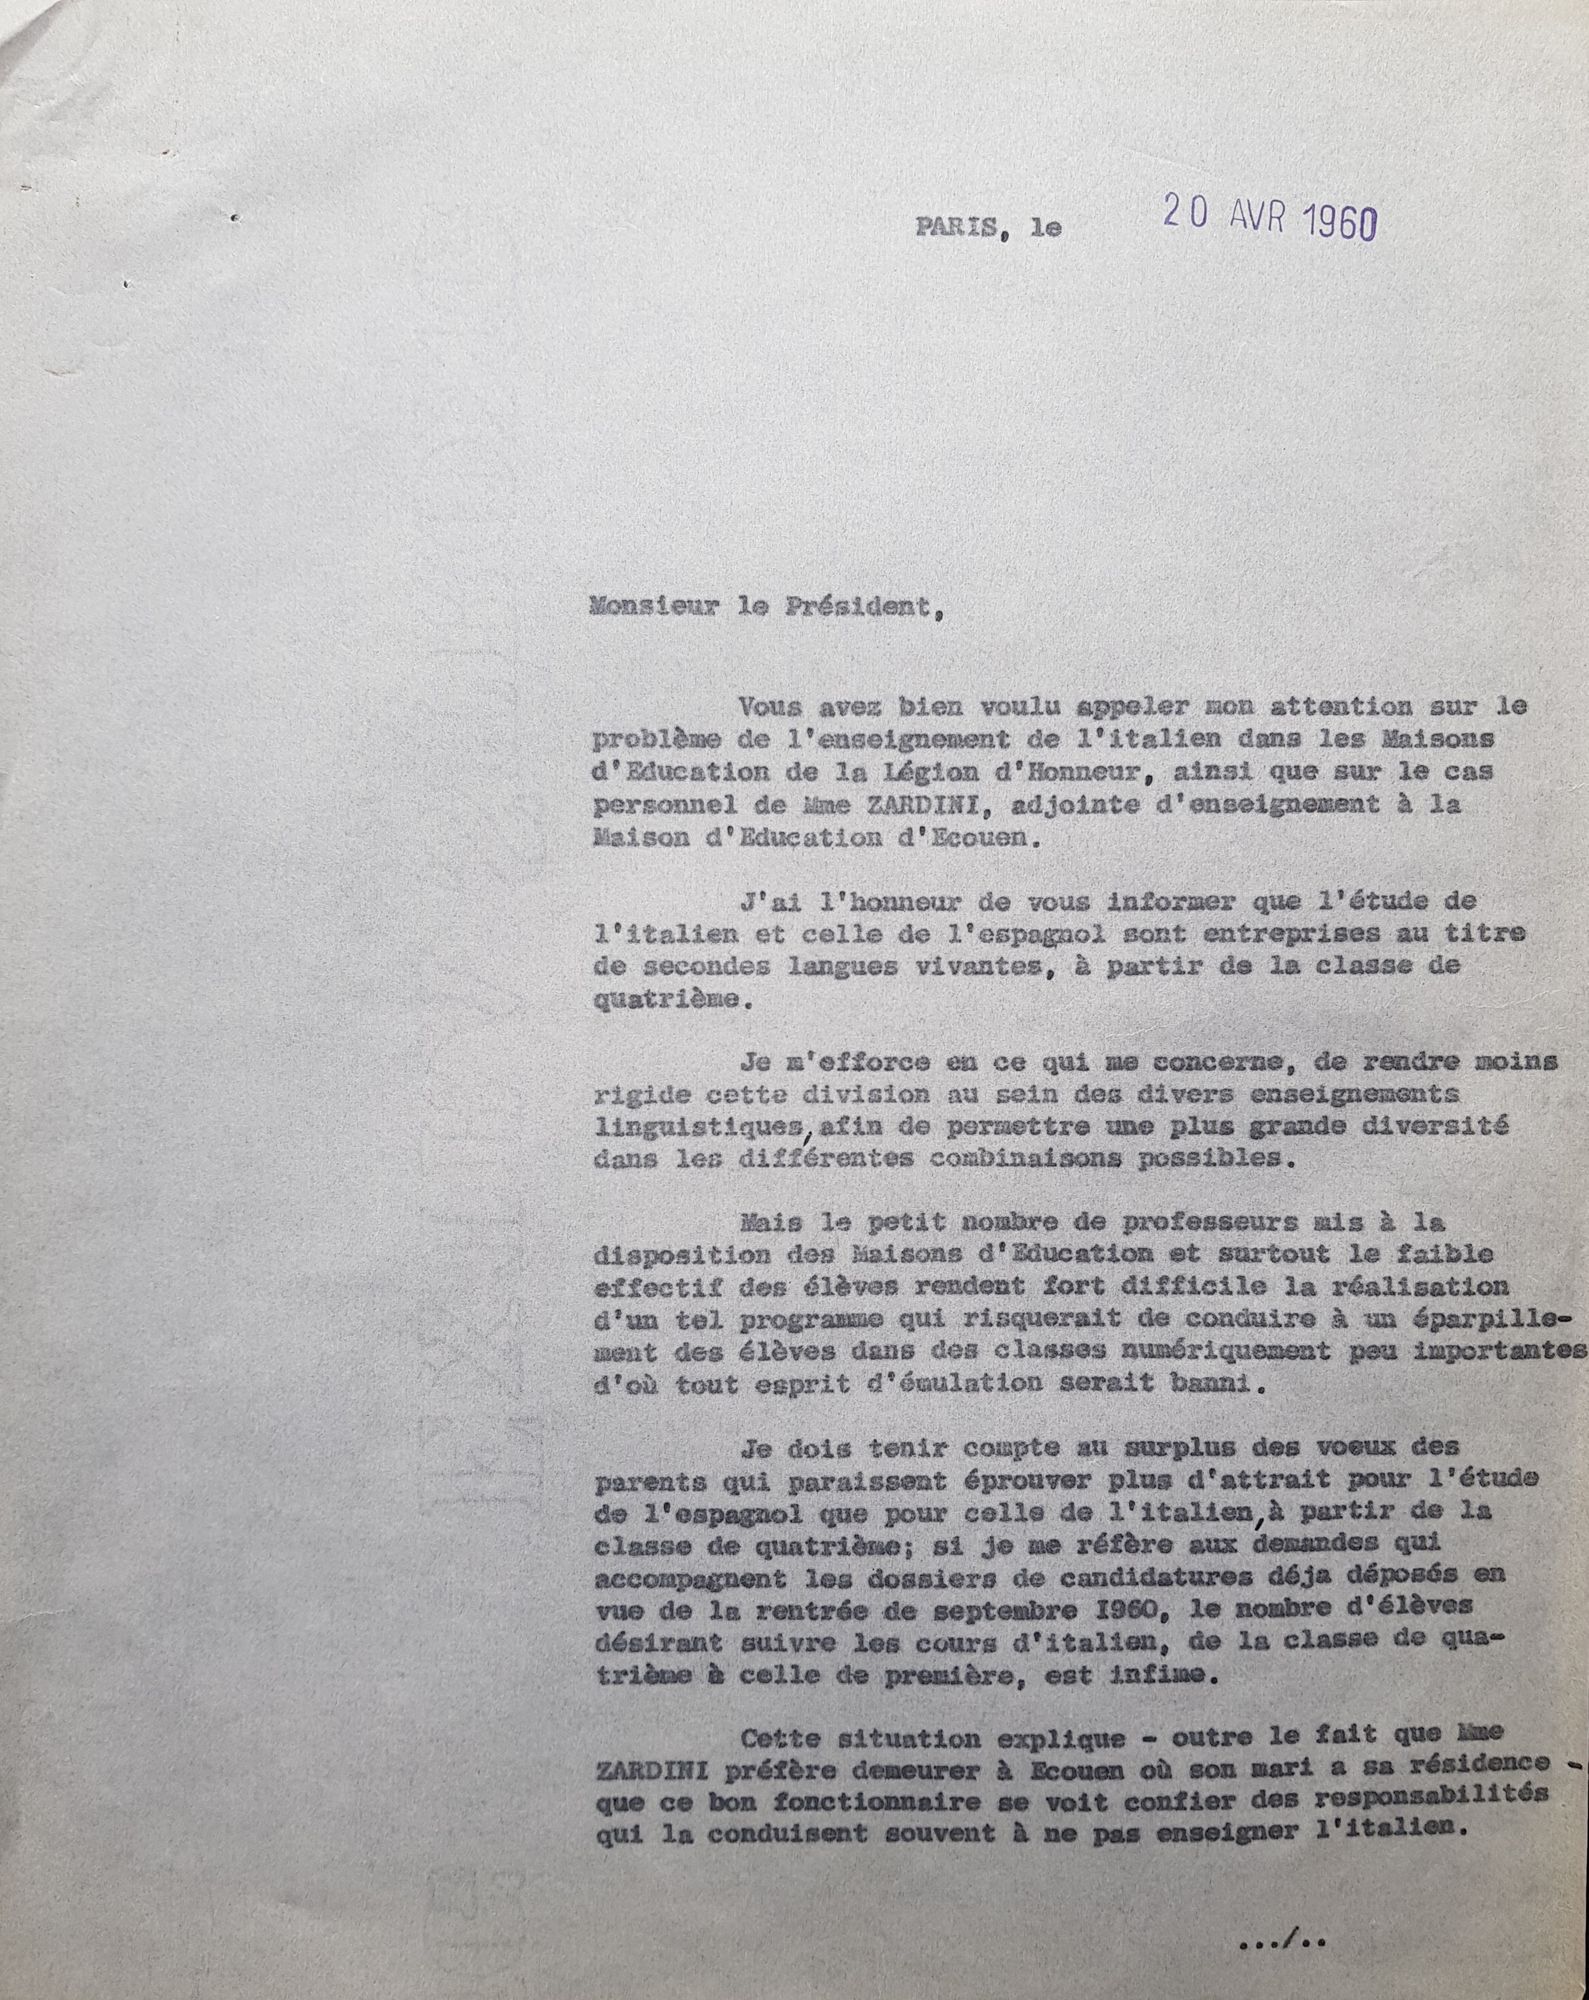 PARIS, le 20 AVR 1960
Monsieur le Président,
Vous avez bien voulu appeler mon attention sur le
problème de l'enseignement de l'italien dans les Maisons
d'Education de la Légion d'Honneur, ainsi que sur le cas
personnel de Mme ZARDINI, adjointe d'enseignement à la
Maison d'Education d'Ecouen.
J'ai l'honneur de vous informer que l'étude de
l'italien et celle de l'espagnol sont entreprises au titre
de secondes langues vivantes, à partir de la classe de
quatrième.
Je m'efforce en ce qui me concerne, de rendre moins
rigide cette division au sein des divers enseignements
linguistiques, afin de permettre une plus grande diversité
dans les différentes combinaisons possibles.
Mais le petit nombre de professeurs mis à la
disposition des Maisons d'Education et surtout le faible
effectif des élèves rendent fort difficile la réalisation
d'un tel programme qui risquerait de conduire à un éparpille-
ment des élèves dans des classes numériquement peu importantes
d'où tout esprit d'émulation serait banni.
Je dois tenir compte au surplus des voeux des
parents qui paraissent éprouver plus d'attrait pour l'étude
de l'espagnol que pour celle de l'italien, à partir de la
classe de quatrième; si je me réfère aux demandes qui
accompagnent les dossiers de candidatures déja déposés en
vue de la rentrée de septembre I960, le nombre d'élèves
désirant suivre les cours d'italien, de la classe de qua-
trième à celle de première, est infime.
Cette situation explique - outre le fait que Mme
ZARDINI préfère demeurer à Ecouen où son mari a sa résidence -
que ce bon fonctionnaire se voit confier des responsabilités
qui la conduisent souvent à ne pas enseigner l'italien.
.../..